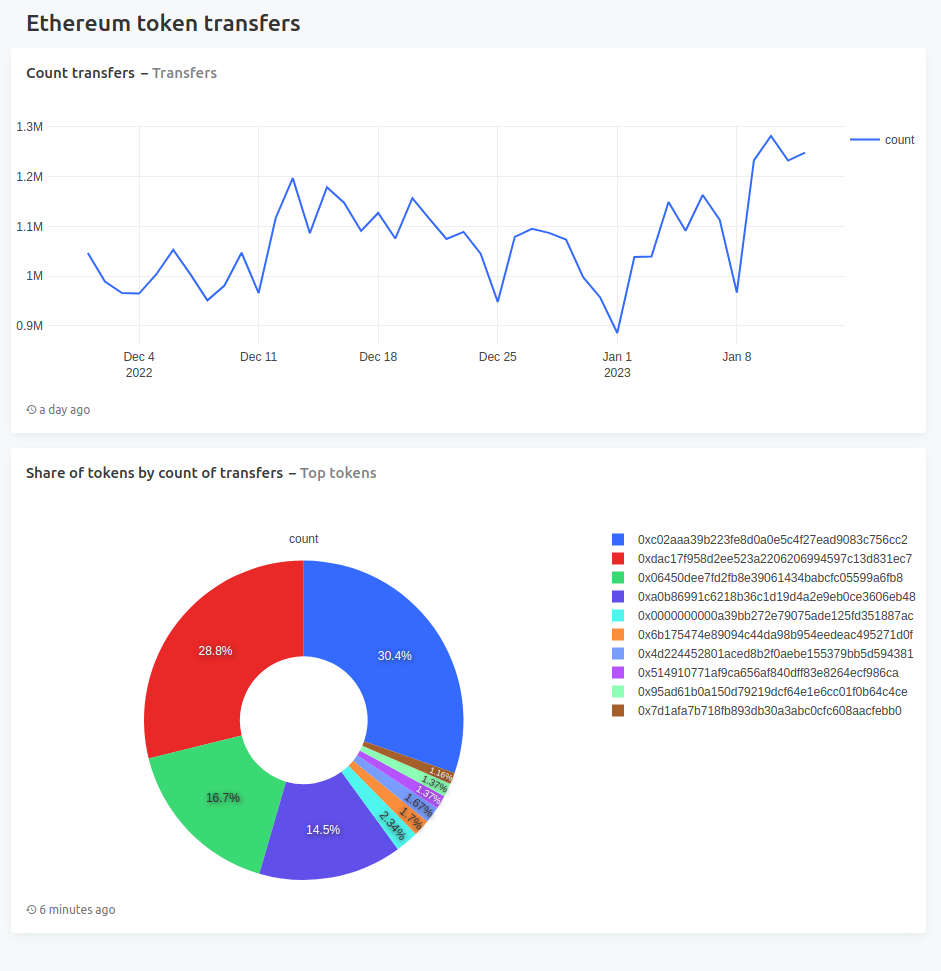 Ethereum token transfers
Count transfers – Transfers
1.3M
1.2M
1.1M
1M
0.9M
count
Dec 4
2022
Dec 11
Dec 18
Dec 25
Jan 1
2023
Jan 8
a day ago
Share of tokens by count of transfers – Top tokens
count
30.4%
28.8%
16.7%
14.5%
2.34%
1.7%
1.67%
1.37%
1.37%
1.16%
0xc02aaa39b223fe8d0a0e5c4f27ead9083c756cc2
0xdac17f958d2ee523a2206206994597c13d831ec7
0x06450dee7fd2fb8e39061434babcfc05599a6fb8
0xa0b86991c6218b36c1d19d4a2e9eb0ce3606eb48
0x0000000000a39bb272e79075ade125fd351887ac
0x6b175474e89094c44da98b954eedeac495271d0f
0x4d224452801aced8b2f0aebe155379bb5d594381
0x514910771af9ca656af840dff83e8264ecf986ca
0x95ad61b0a150d79219dcf64e1e6cc01f0b64c4ce
0x7d1afa7b718fb893db30a3abc0cfc608aacfebb0
6 minutes ago